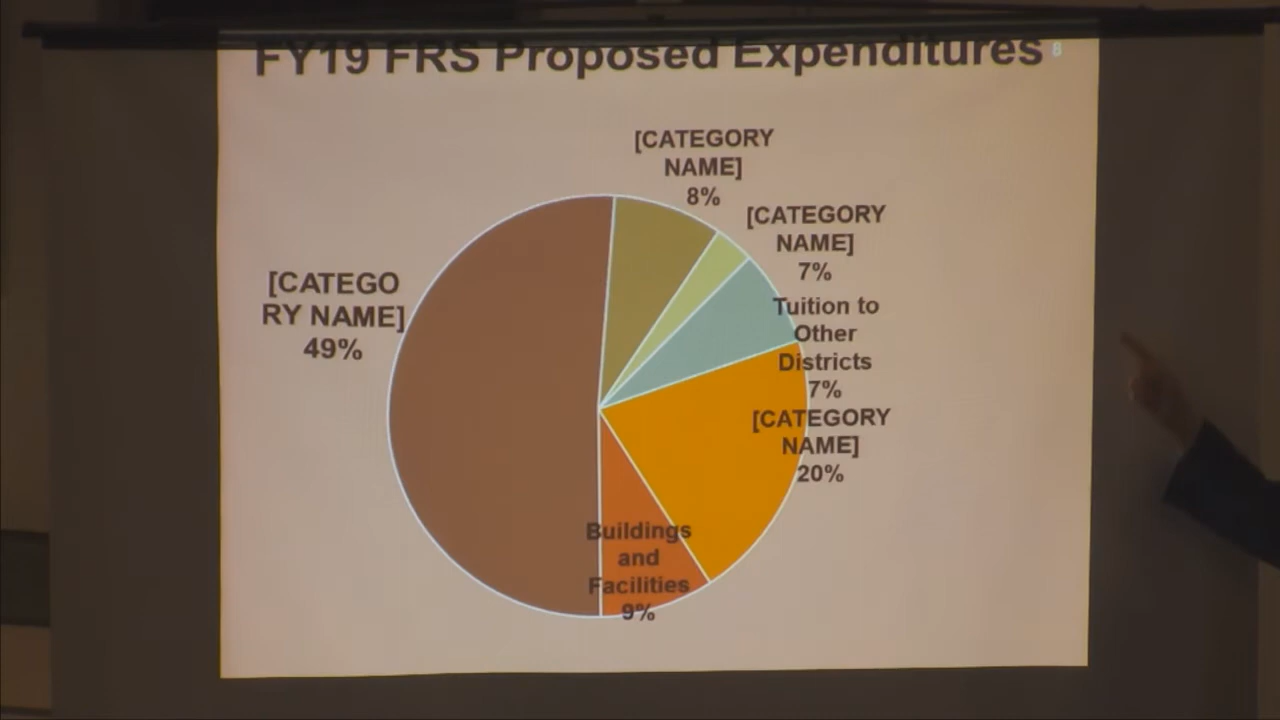 FY19 FRS Proposed Expenditures 8
[CATEGORY
NAME]
8%
[CATEGORY
NAME]
7%
[CATEGO
RY NAME]
49%
Tuition to
Other
Districts
7%
[CATEGORY
NAME]
20%
Buildings
and
Facilities
9%